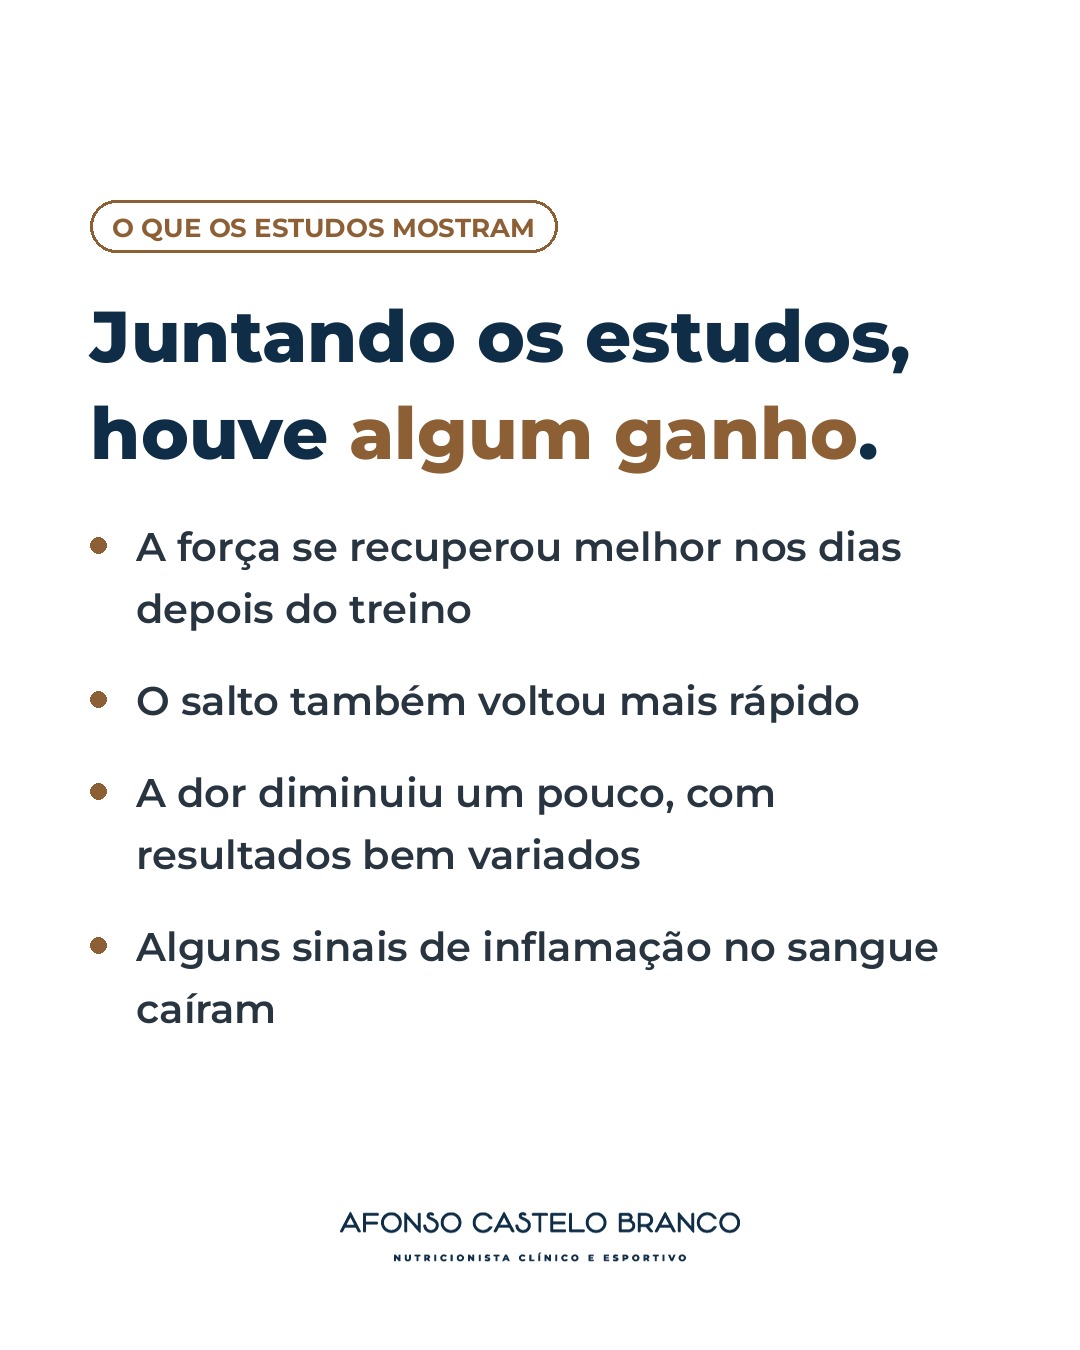 O QUE OS ESTUDOS MOSTRAM
Juntando os estudos,
houve algum ganho.
• A força se recuperou melhor nos dias
depois do treino
• O salto também voltou mais rápido
• A dor diminuiu um pouco, com
resultados bem variados
• Alguns sinais de inflamação no sangue
caíram
AFONSO CASTELO BRANCO
NUTRICIONISTA CLÍNICO E ESPORTIVO